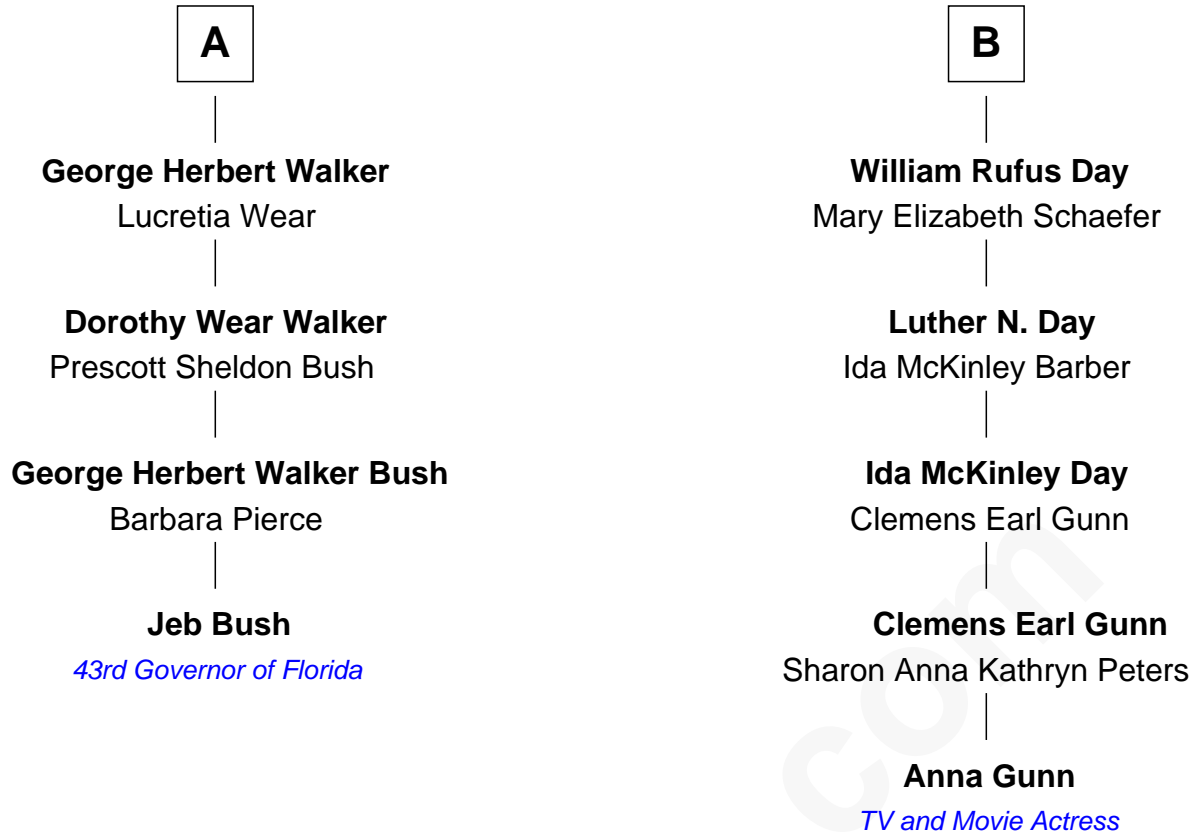 A
George Herbert Walker
Lucretia Wear
Dorothy Wear Walker
Prescott Sheldon Bush
George Herbert Walker Bush
Barbara Pierce
Jeb Bush
43rd Governor of Florida
B
William Rufus Day
Mary Elizabeth Schaefer
Luther N. Day
Ida McKinley Barber
Ida McKinley Day
Clemens Earl Gunn
Clemens Earl Gunn
Sharon Anna Kathryn Peters
Anna Gunn
TV and Movie Actress
com